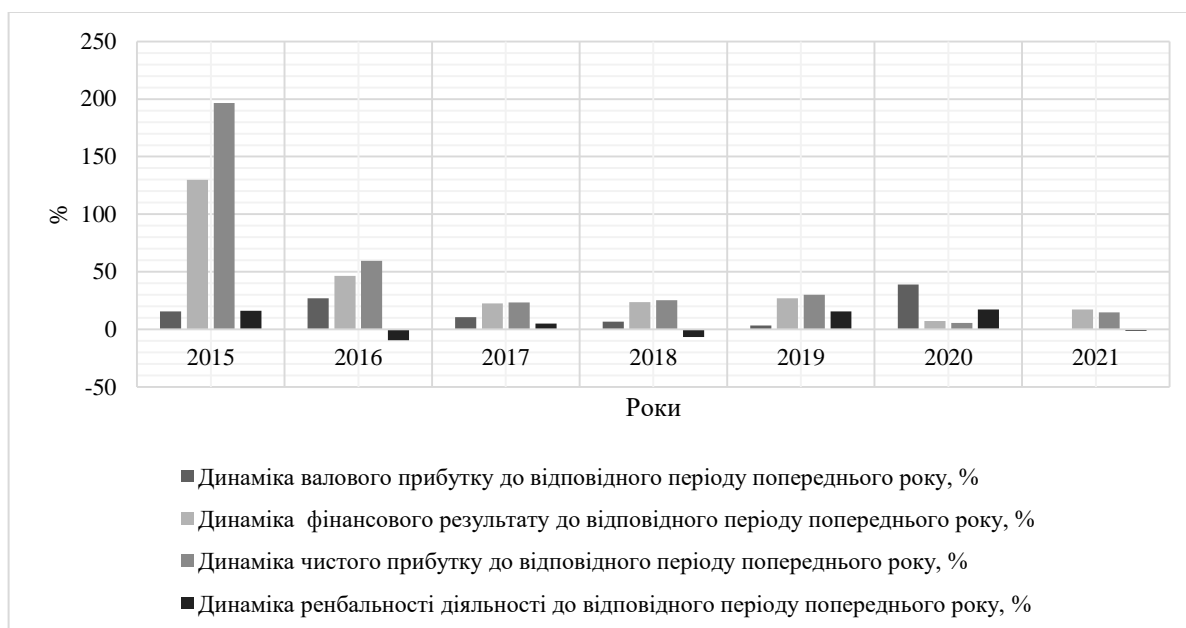 250
200
150
100
50
0
-50
%
2015 2016 2017 2018 2019 2020 2021
Роки
Динаміка валового прибутку до відповідного періоду попереднього року, %
Динаміка фінансового результату до відповідного періоду попереднього року, %
Динаміка чистого прибутку до відповідного періоду попереднього року, %
Динаміка ренбальності діяльності до відповідного періоду попереднього року, %